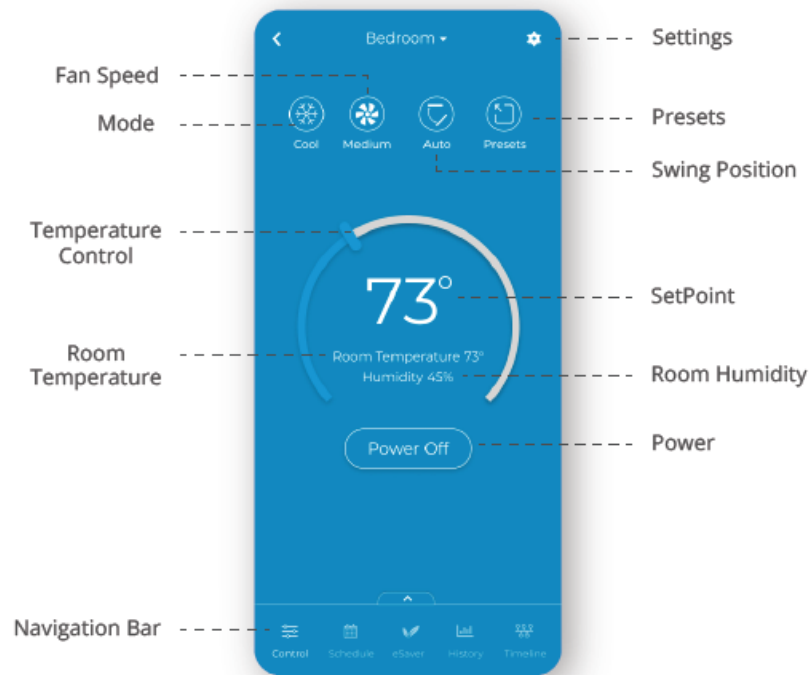 Bedroom
Settings
Fan Speed
Mode
Presets
Cool
Medium
Auto
Presets
Swing Position
Temperature
Control
73°
SetPoint
Room
Temperature
Room Temperature 73°
Humidity 45%
Room Humidity
Power Off
Power
Navigation Bar
Control
Schedule
eSaver
History
Timeline